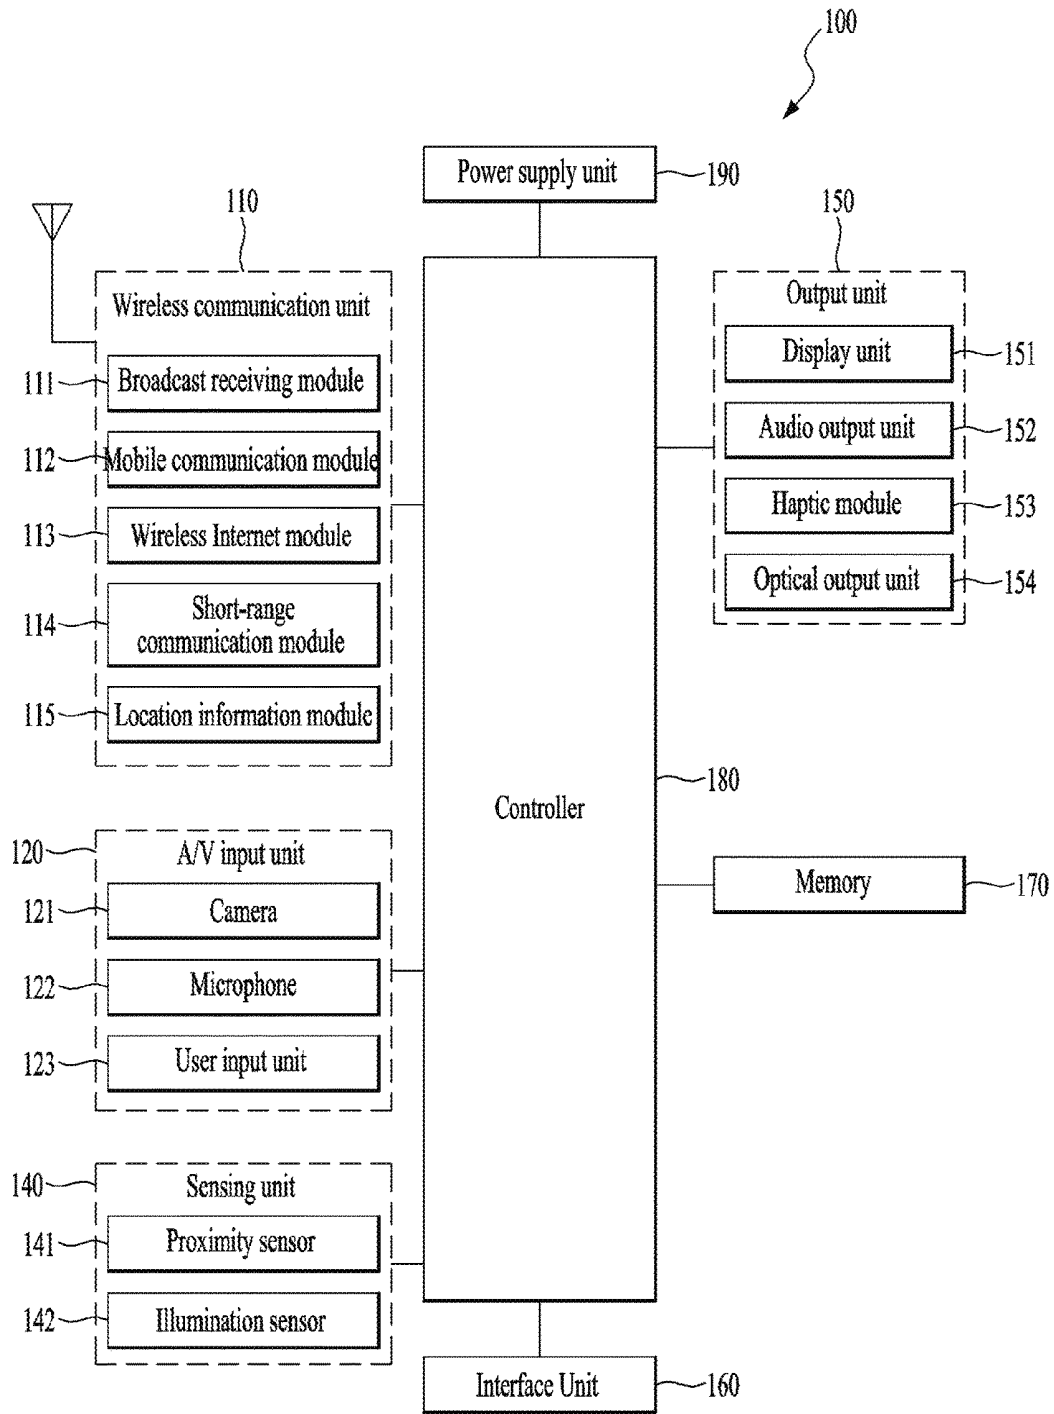 100
Power supply unit
190
110
Wireless communication unit
111
Broadcast receiving module
112
Mobile communication module
113
Wireless Internet module
114
Short-range
communication module
115
Location information module
120
A/V input unit
121
Camera
122
Microphone
123
User input unit
140
Sensing unit
141
Proximity sensor
142
Illumination sensor
Controller
180
150
Output unit
Display unit
151
Audio output unit
152
Haptic module
153
Optical output unit
154
Memory
170
Interface Unit
160